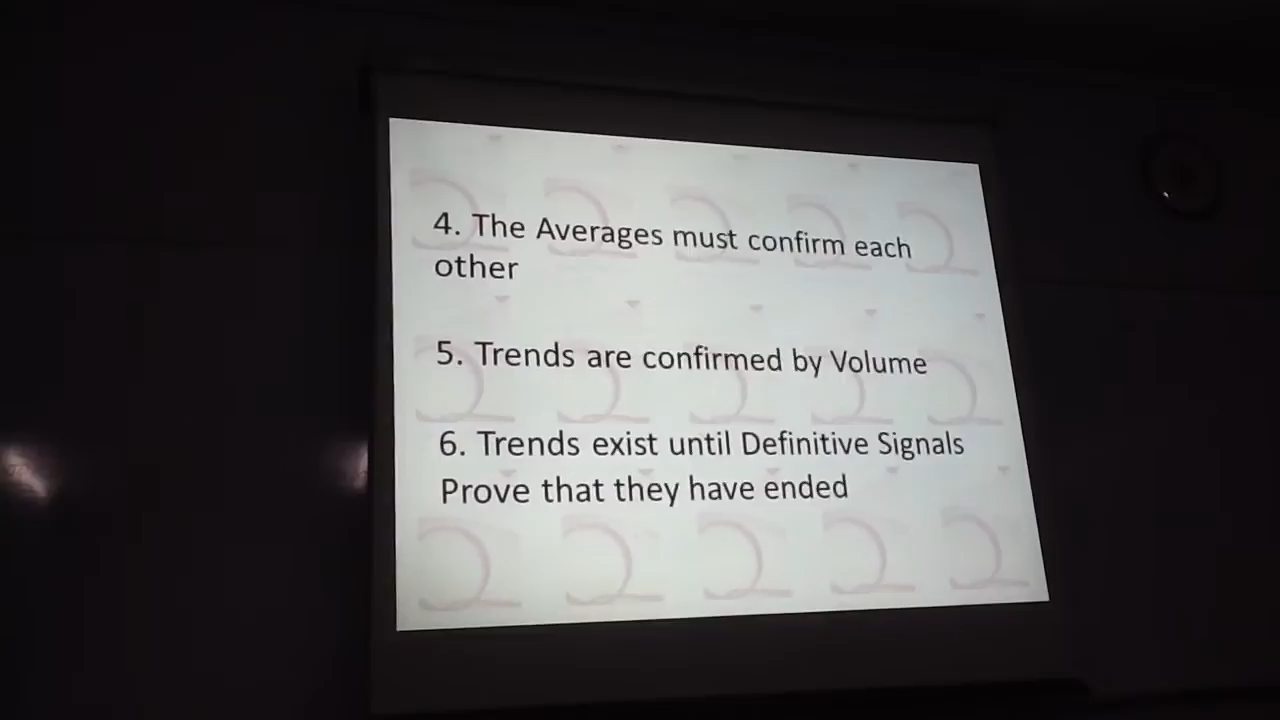 4. The Averages must confirm each
other
5. Trends are confirmed by Volume
6. Trends exist until Definitive Signals
Prove that they have ended